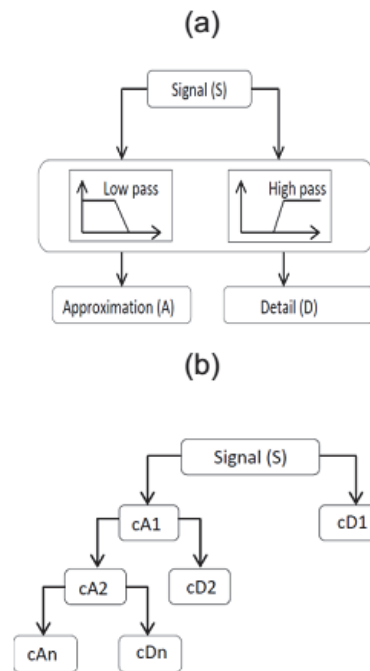 (a)
Signal (S)
Low pass
High pass
Approximation (A)
Detail (D)
(b)
Signal (S)
cA1
cD1
cA2
cD2
cAn
cDn